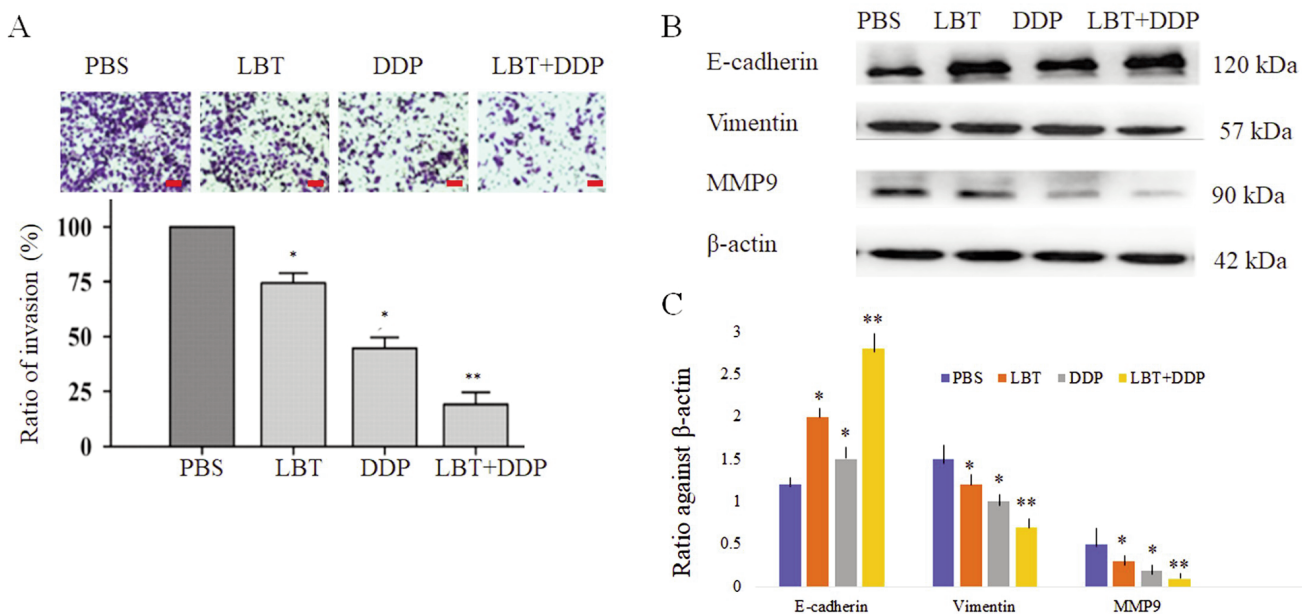 A
PBS LBT DDP LBT+DDP
Ratio of invasion (%)
100
75
50
25
0
*
*
**
PBS LBT DDP LBT+DDP
B
PBS LBT DDP LBT+DDP
E-cadherin 120 kDa
Vimentin 57 kDa
MMP9 90 kDa
β-actin 42 kDa
C
Ratio against β-actin
3
2.5
2
1.5
1
0.5
0
PBS LBT DDP LBT+DDP
* * **
* * **
* * **
E-cadherin Vimentin MMP9